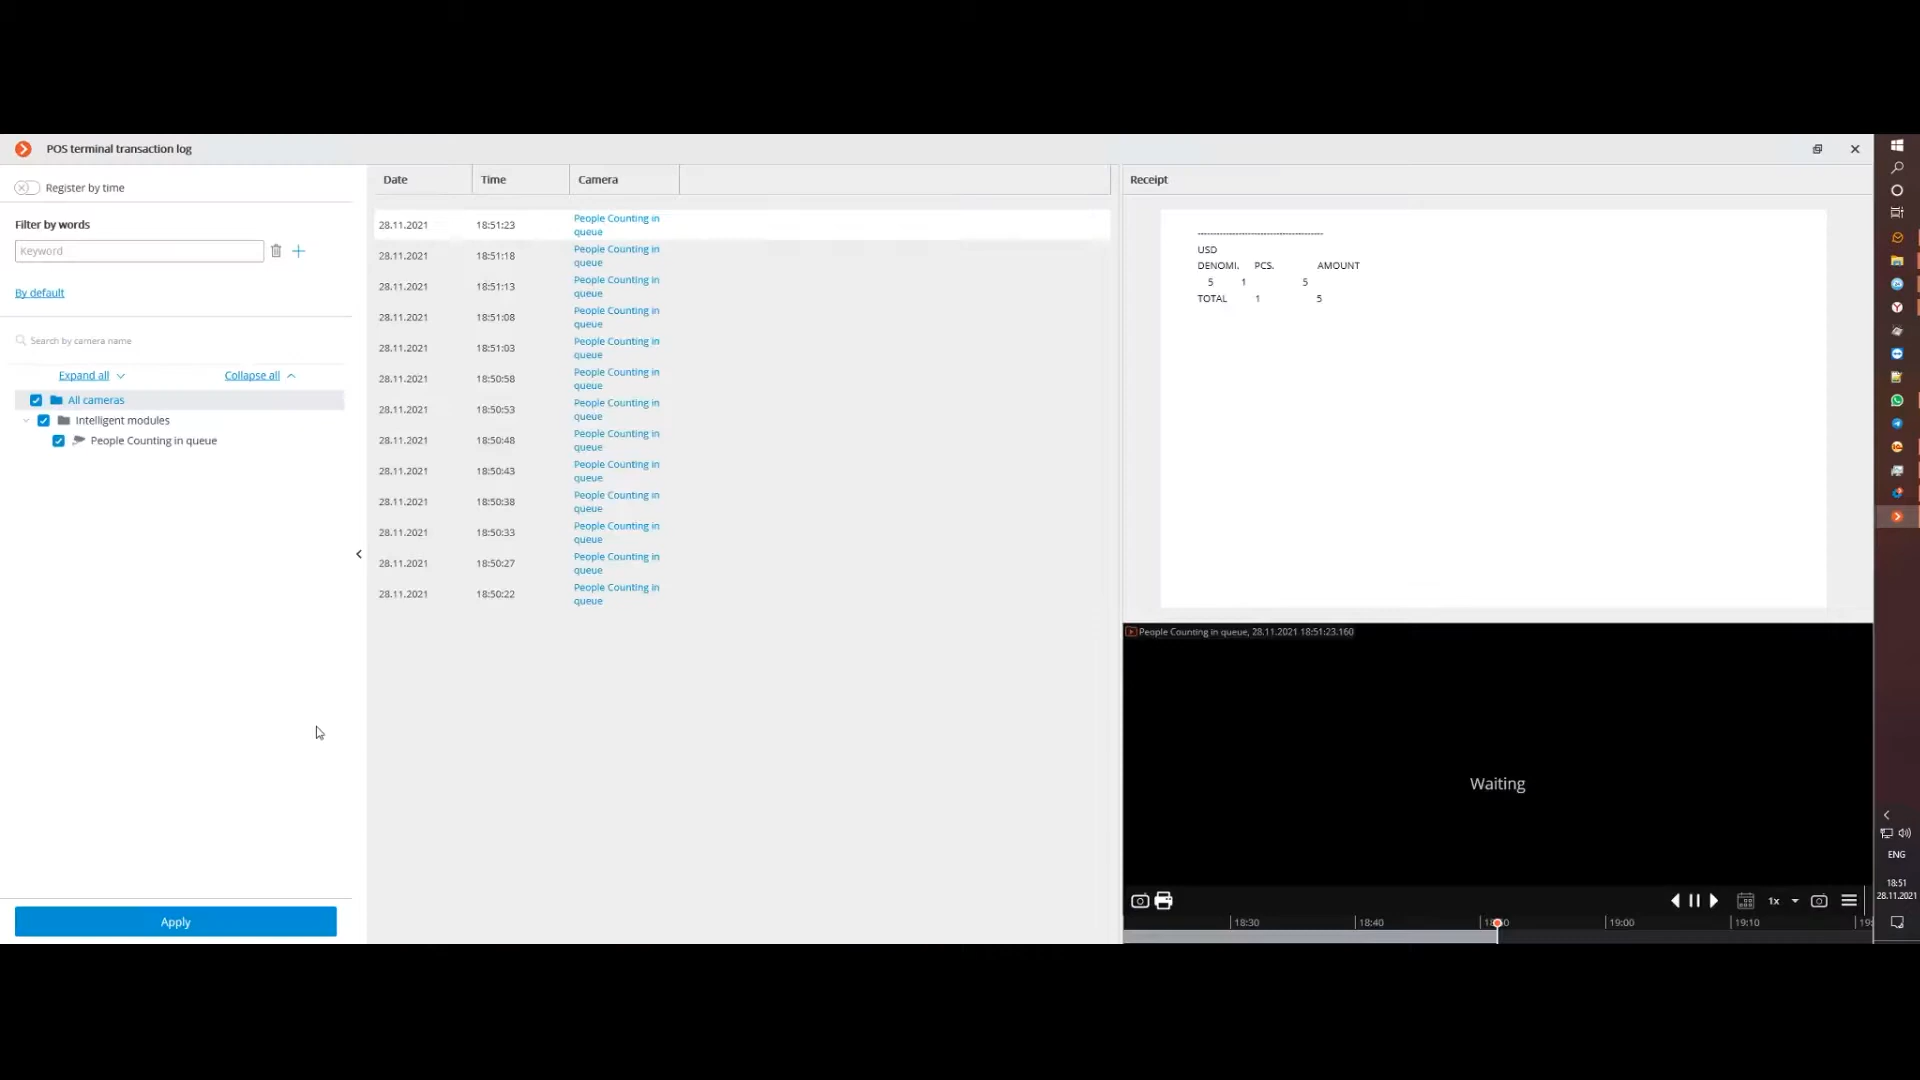 POS terminal transaction log
Register by time
Filter by words
Keyword
By default
Search by camera name
Expand all
Collapse all
All cameras
Intelligent modules
People Counting in queue
Apply
Date Time Camera
28.11.2021 18:51:23 People Counting in
queue
28.11.2021 18:51:18 People Counting in
queue
28.11.2021 18:51:13 People Counting in
queue
28.11.2021 18:51:08 People Counting in
queue
28.11.2021 18:51:03 People Counting in
queue
28.11.2021 18:50:58 People Counting in
queue
28.11.2021 18:50:53 People Counting in
queue
28.11.2021 18:50:48 People Counting in
queue
28.11.2021 18:50:43 People Counting in
queue
28.11.2021 18:50:38 People Counting in
queue
28.11.2021 18:50:33 People Counting in
queue
28.11.2021 18:50:27 People Counting in
queue
28.11.2021 18:50:22 People Counting in
queue
Receipt
----------------------------------------
USD
DENOMI. PCS. AMOUNT
5 1 5
TOTAL 1 5
People Counting in queue, 28.11.2021 18:51:23.160
Waiting
1x
18:30 18:40 19:00 19:10
ENG
18:51
28.11.2021